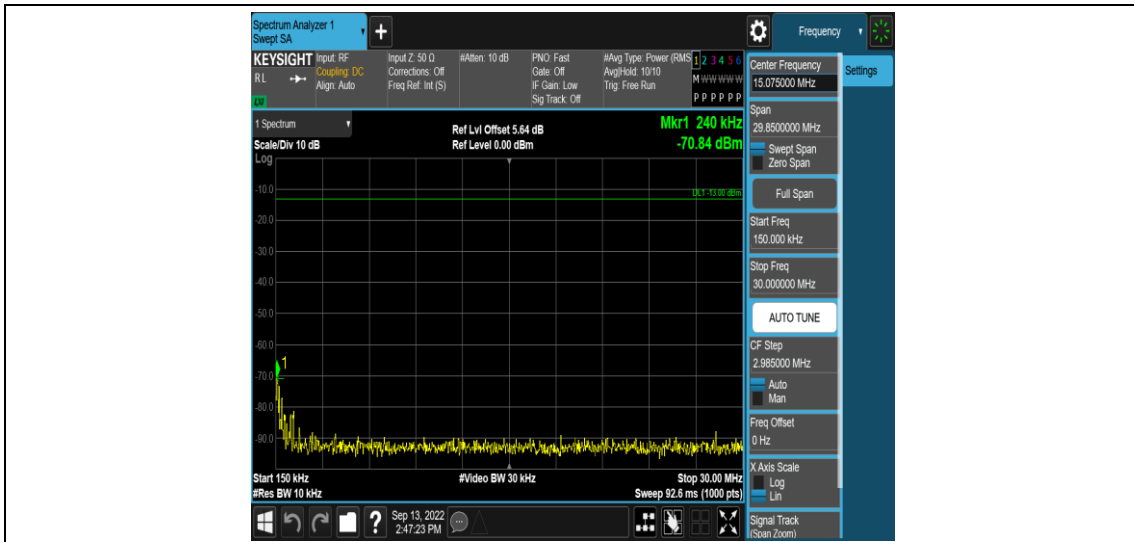 Spectrum Analyzer 1
Swept SA
+
Frequency
KEYSIGHT
RL
LM
Input: RF
Coupling: DC
Align: Auto
Input Z: 50 Ω
Corrections: Off
Freq Ref: Int (S)
#Atten: 10 dB
PNO: Fast
Gate: Off
IF Gain: Low
Sig Track: Off
#Avg Type: Power (RMS
Avg|Hold: 10/10
Trig: Free Run
1 2 3 4 5 6
M W W W W W
P P P P P P
1 Spectrum
Scale/Div 10 dB
Log
Ref Lvl Offset 5.64 dB
Ref Level 0.00 dBm
Mkr1 240 kHz
-70.84 dBm
DL1 -13.00 dBm
-10.0
-20.0
-30.0
-40.0
-50.0
-60.0
-70.0
-80.0
-90.0
1
Start 150 kHz
#Res BW 10 kHz
#Video BW 30 kHz
Stop 30.00 MHz
Sweep 92.6 ms (1000 pts)
?
Sep 13, 2022
2:47:23 PM
Center Frequency
15.075000 MHz
Settings
Span
29.8500000 MHz
Swept Span
Zero Span
Full Span
Start Freq
150.000 kHz
Stop Freq
30.000000 MHz
AUTO TUNE
CF Step
2.985000 MHz
Auto
Man
Freq Offset
0 Hz
X Axis Scale
Log
Lin
Signal Track
(Span Zoom)